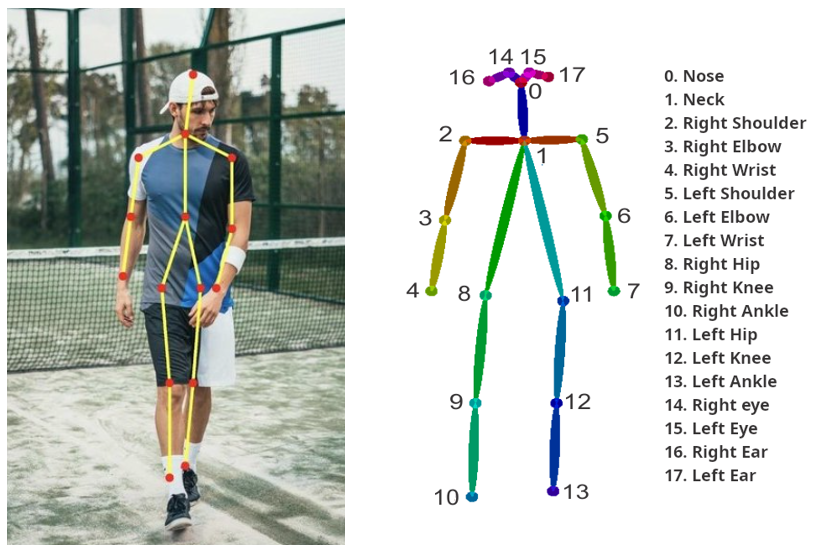 14 15
16 17
0
2 5
1
3 6
4 7
8 11
9 12
10 13
0. Nose
1. Neck
2. Right Shoulder
3. Right Elbow
4. Right Wrist
5. Left Shoulder
6. Left Elbow
7. Left Wrist
8. Right Hip
9. Right Knee
10. Right Ankle
11. Left Hip
12. Left Knee
13. Left Ankle
14. Right eye
15. Left Eye
16. Right Ear
17. Left Ear